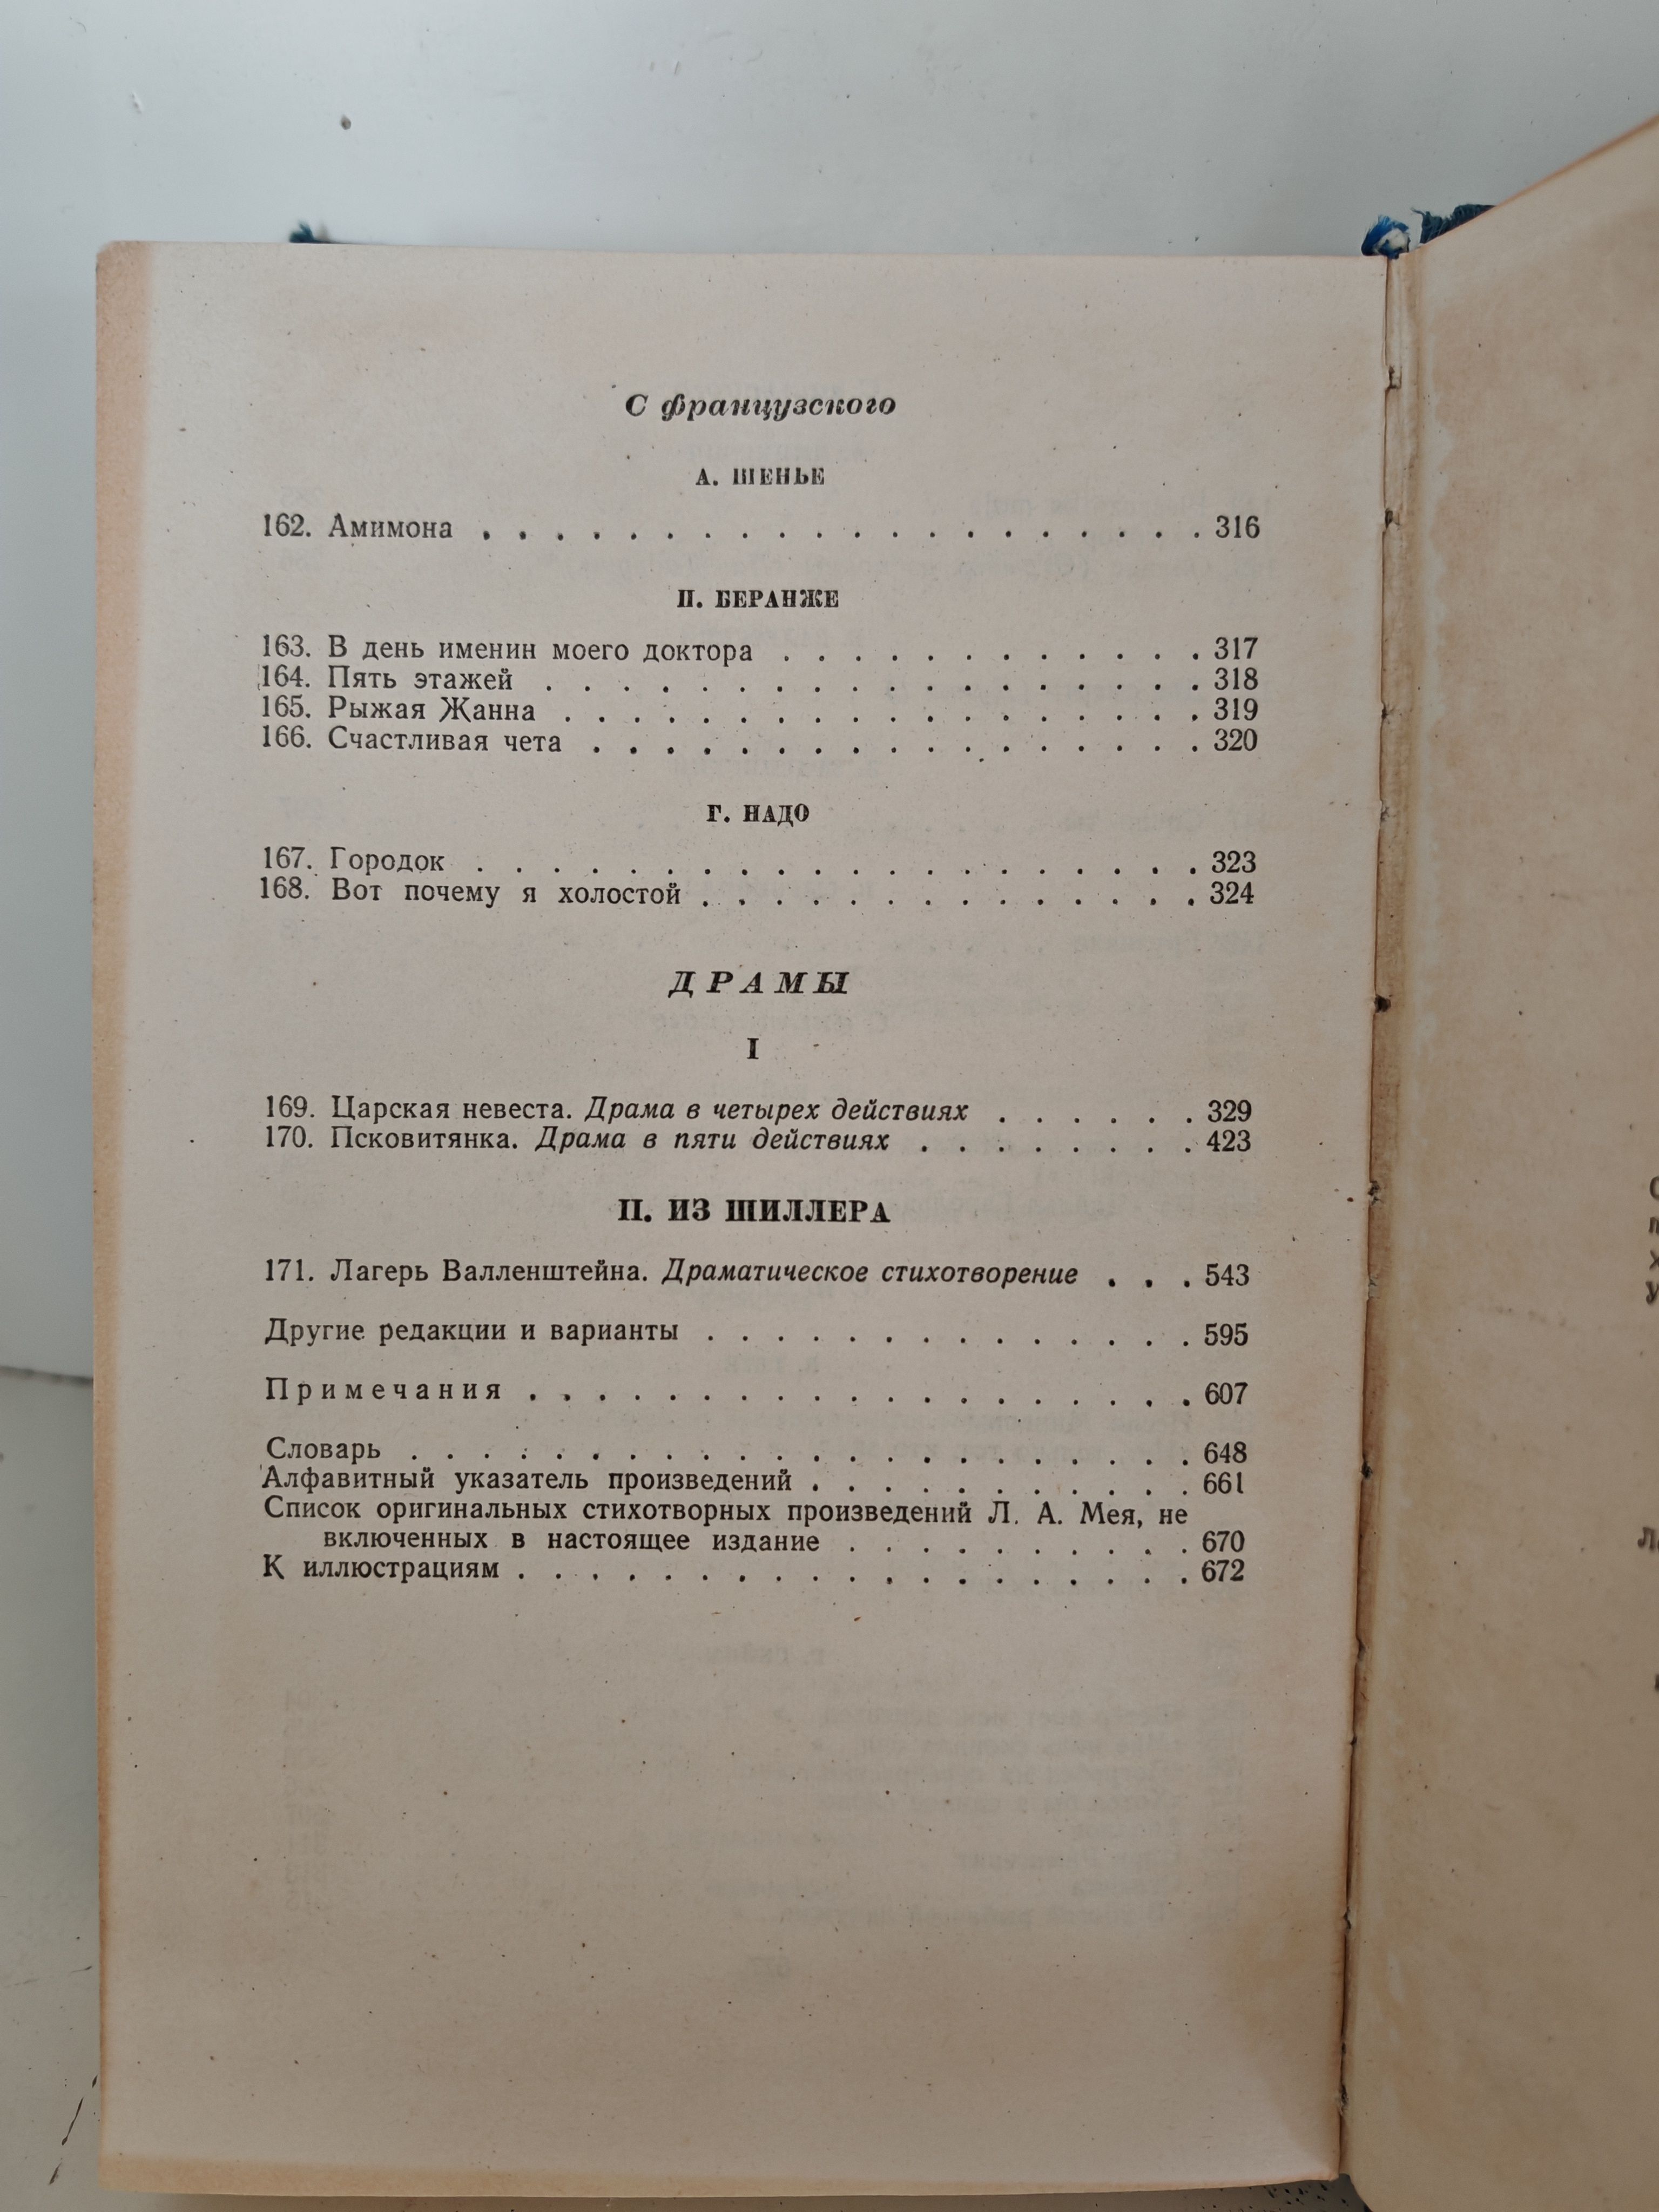 С французского
А. ШЕНЬЕ
162. Амимона . . . . . . . . . . . . . . . . . . . . 316
П. БЕРАНЖЕ
163. В день именин моего доктора . . . . . . . . . . . . 317
164. Пять этажей . . . . . . . . . . . . . . . . . . 318
165. Рыжая Жанна . . . . . . . . . . . . . . . . . . 319
166. Счастливая чета . . . . . . . . . . . . . . . . . 320
Г. НАДО
167. Городок . . . . . . . . . . . . . . . . . . . . 323
168. Вот почему я холостой . . . . . . . . . . . . . . 324
ДРАМЫ
I
169. Царская невеста. Драма в четырех действиях . . . . . . 329
170. Псковитянка. Драма в пяти действиях . . . . . . . . 423
II. ИЗ ШИЛЛЕРА
171. Лагерь Валленштейна. Драматическое стихотворение . . . 543
Другие редакции и варианты . . . . . . . . . . . . . . 595
Примечания . . . . . . . . . . . . . . . . . . . 607
Словарь . . . . . . . . . . . . . . . . . . . . . . 648
Алфавитный указатель произведений . . . . . . . . . . . 661
Список оригинальных стихотворных произведений Л. А. Мея, не
включенных в настоящее издание . . . . . . . . . . 670
К иллюстрациям . . . . . . . . . . . . . . . . . . . 672